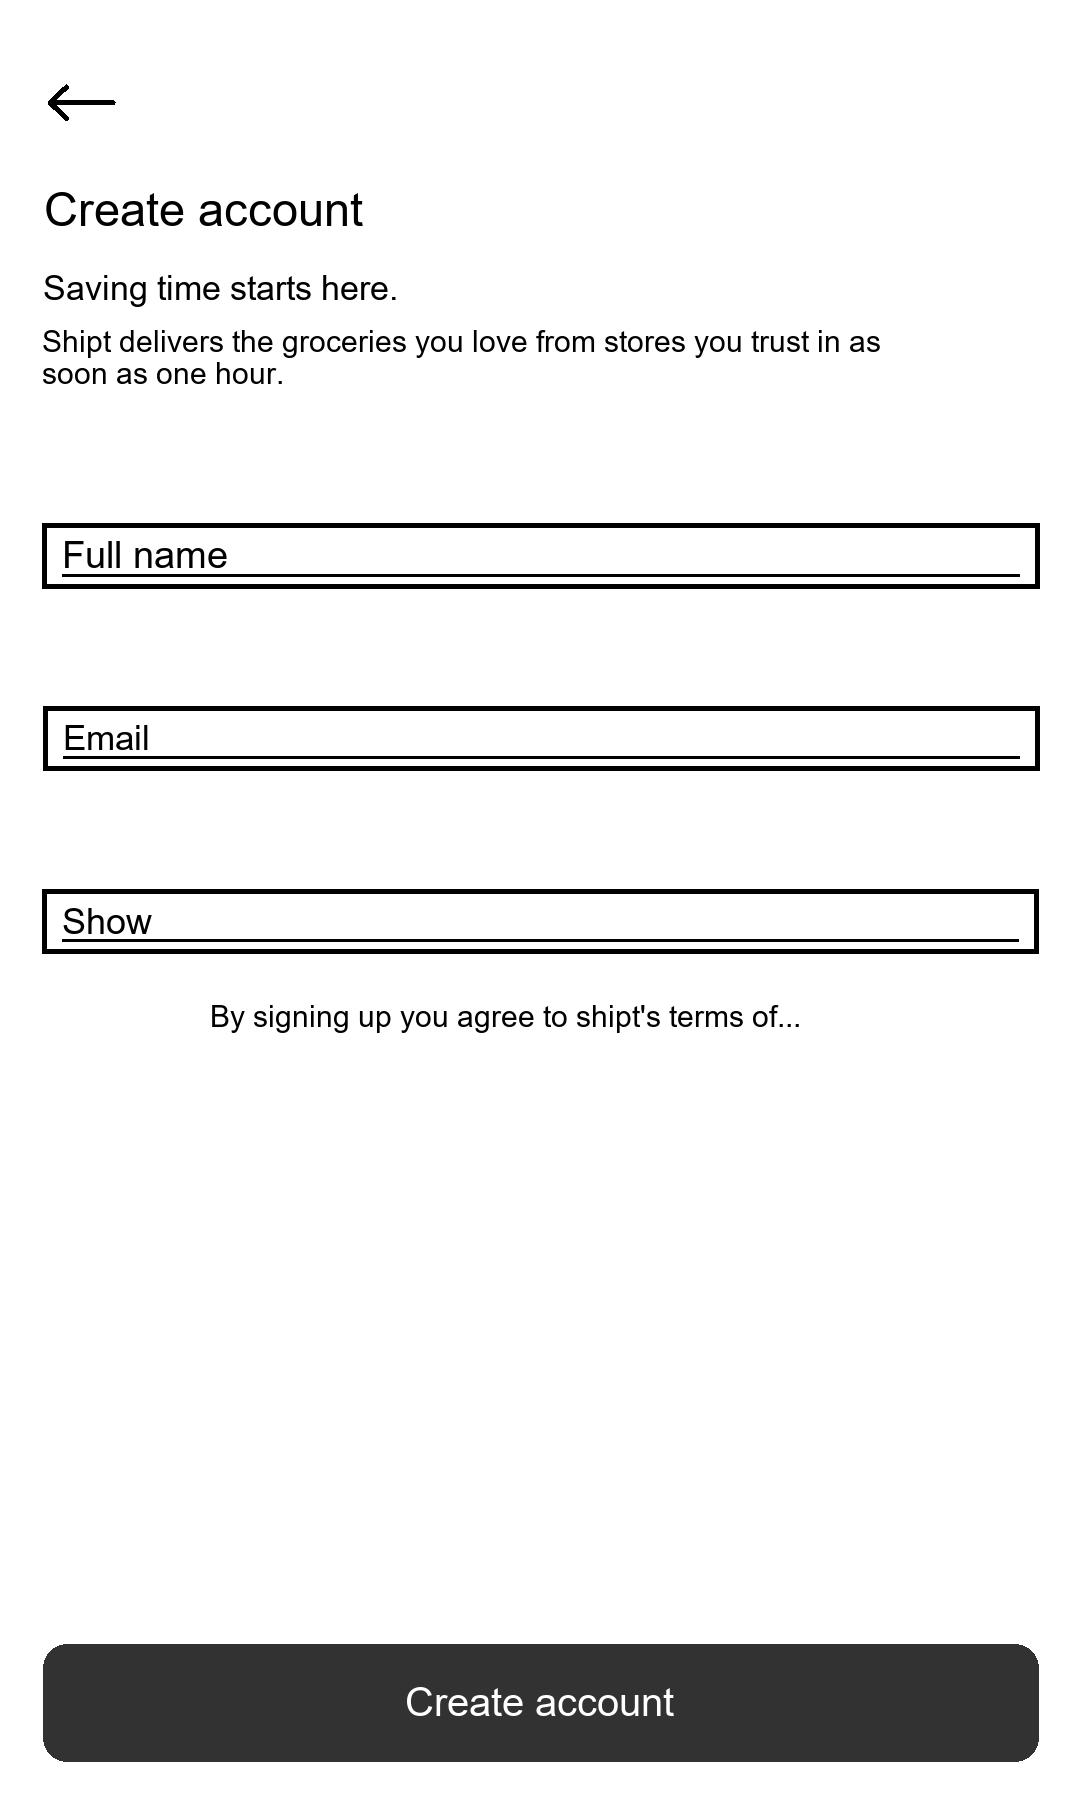 Create account
Saving time starts here.
Shipt delivers the groceries you love from stores you trust in as
soon as one hour.
Full name
Email
Show
By signing up you agree to shipt's terms of...
Create account